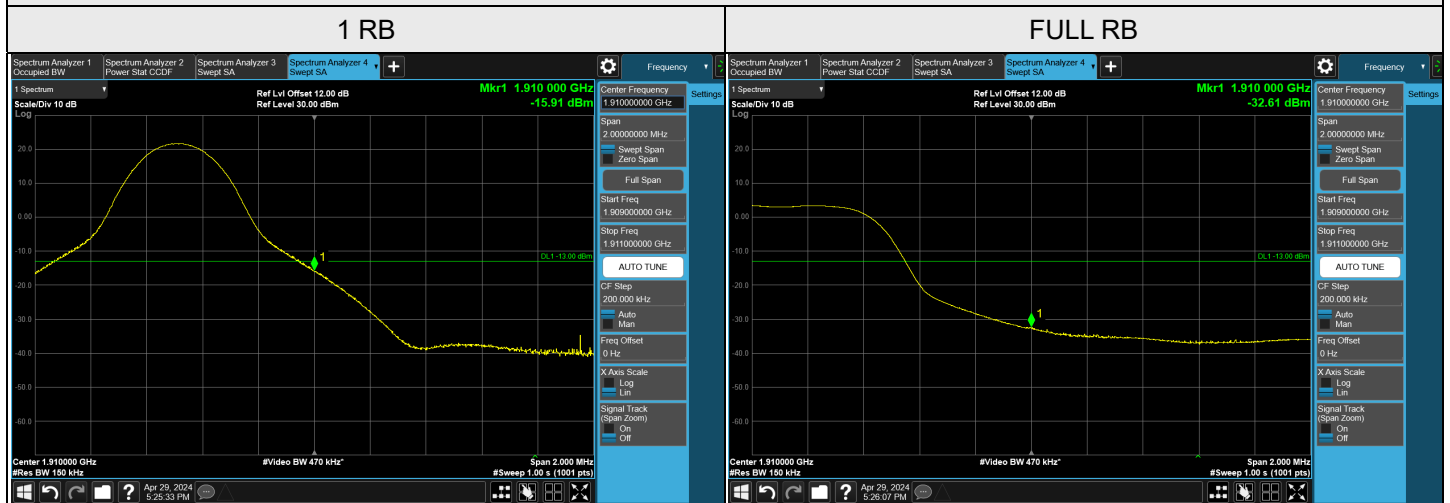 1 RB
FULL RB
Spectrum Analyzer 1
Occupied BW
Spectrum Analyzer 2
Power Stat CCDF
Spectrum Analyzer 3
Swept SA
Spectrum Analyzer 4
Swept SA
Frequency
1 Spectrum
Scale/Div 10 dB
Log
Ref Lvl Offset 12.00 dB
Ref Level 30.00 dBm
Mkr1 1.910 000 GHz
-15.91 dBm
20.0
10.0
0.00
-10.0
-20.0
-30.0
-40.0
-50.0
-60.0
1
DL1 -13.00 dBm
Center 1.910000 GHz
#Res BW 150 kHz
#Video BW 470 kHz*
Span 2.000 MHz
#Sweep 1.00 s (1001 pts)
Center Frequency
1.910000000 GHz
Settings
Span
2.00000000 MHz
Swept Span
Zero Span
Full Span
Start Freq
1.909000000 GHz
Stop Freq
1.911000000 GHz
AUTO TUNE
CF Step
200.000 kHz
Auto
Man
Freq Offset
0 Hz
X Axis Scale
Log
Lin
Signal Track
(Span Zoom)
On
Off
?
Apr 29, 2024
5:25:33 PM
Spectrum Analyzer 1
Occupied BW
Spectrum Analyzer 2
Power Stat CCDF
Spectrum Analyzer 3
Swept SA
Spectrum Analyzer 4
Swept SA
Frequency
1 Spectrum
Scale/Div 10 dB
Log
Ref Lvl Offset 12.00 dB
Ref Level 30.00 dBm
Mkr1 1.910 000 GHz
-32.61 dBm
20.0
10.0
0.00
-10.0
-20.0
-30.0
-40.0
-50.0
-60.0
1
DL1 -13.00 dBm
Center 1.910000 GHz
#Res BW 150 kHz
#Video BW 470 kHz*
Span 2.000 MHz
#Sweep 1.00 s (1001 pts)
Center Frequency
1.910000000 GHz
Settings
Span
2.00000000 MHz
Swept Span
Zero Span
Full Span
Start Freq
1.909000000 GHz
Stop Freq
1.911000000 GHz
AUTO TUNE
CF Step
200.000 kHz
Auto
Man
Freq Offset
0 Hz
X Axis Scale
Log
Lin
Signal Track
(Span Zoom)
On
Off
?
Apr 29, 2024
5:26:07 PM